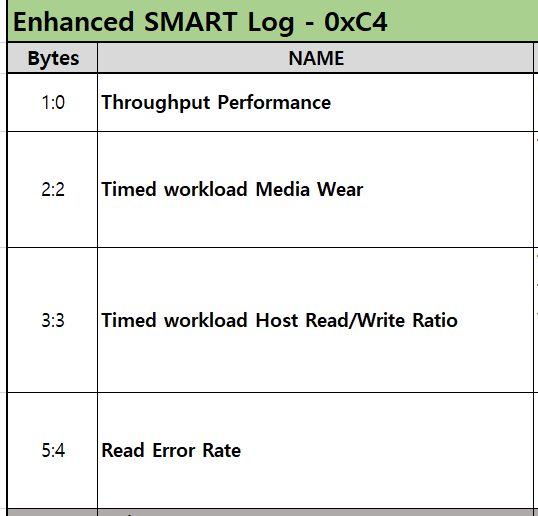 Enhanced SMART Log - 0xC4
Bytes NAME
1:0 Throughput Performance
2:2 Timed workload Media Wear
3:3 Timed workload Host Read/Write Ratio
5:4 Read Error Rate